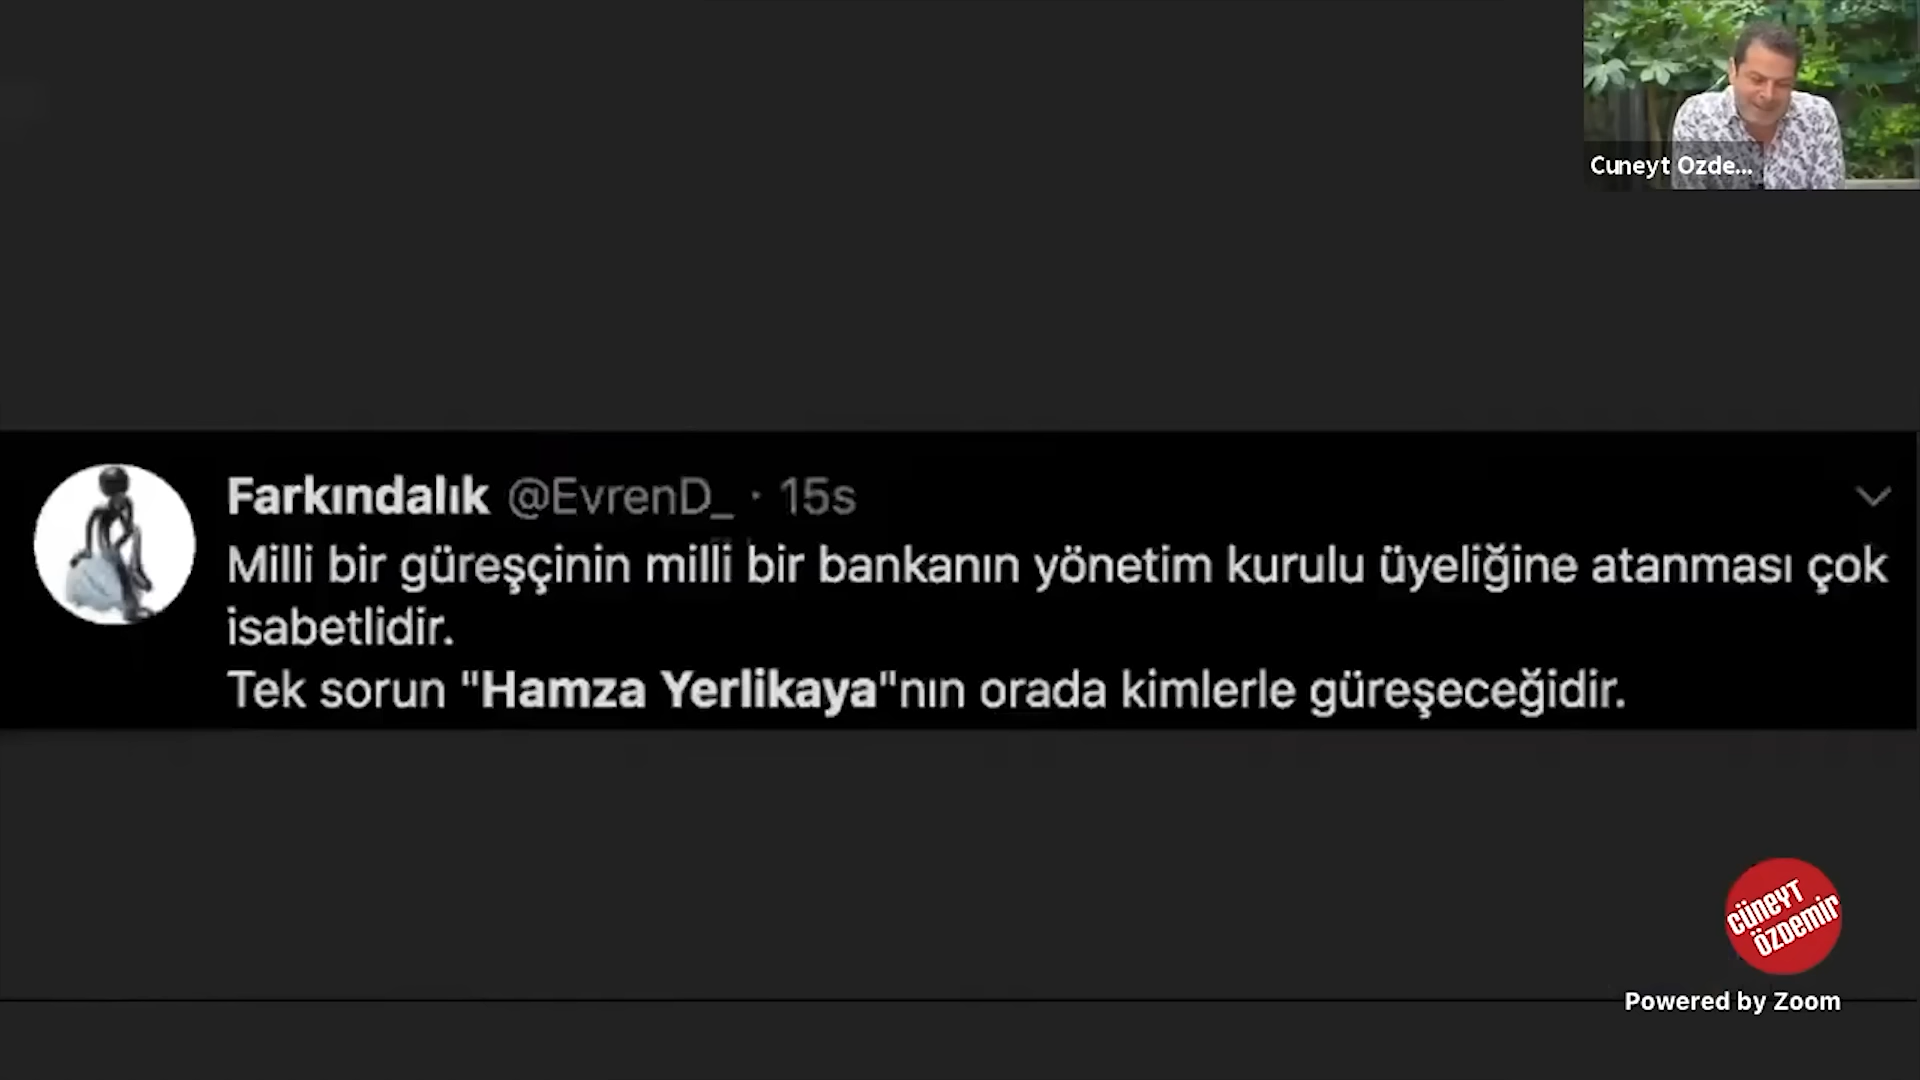 Cuneyt Ozde...
Farkındalık @EvrenD_ · 15s
Milli bir güreşçinin milli bir bankanın yönetim kurulu üyeliğine atanması çok
isabetlidir.
Tek sorun "Hamza Yerlikaya"nın orada kimlerle güreşeceğidir.
cüneyt
özdemir
Powered by Zoom